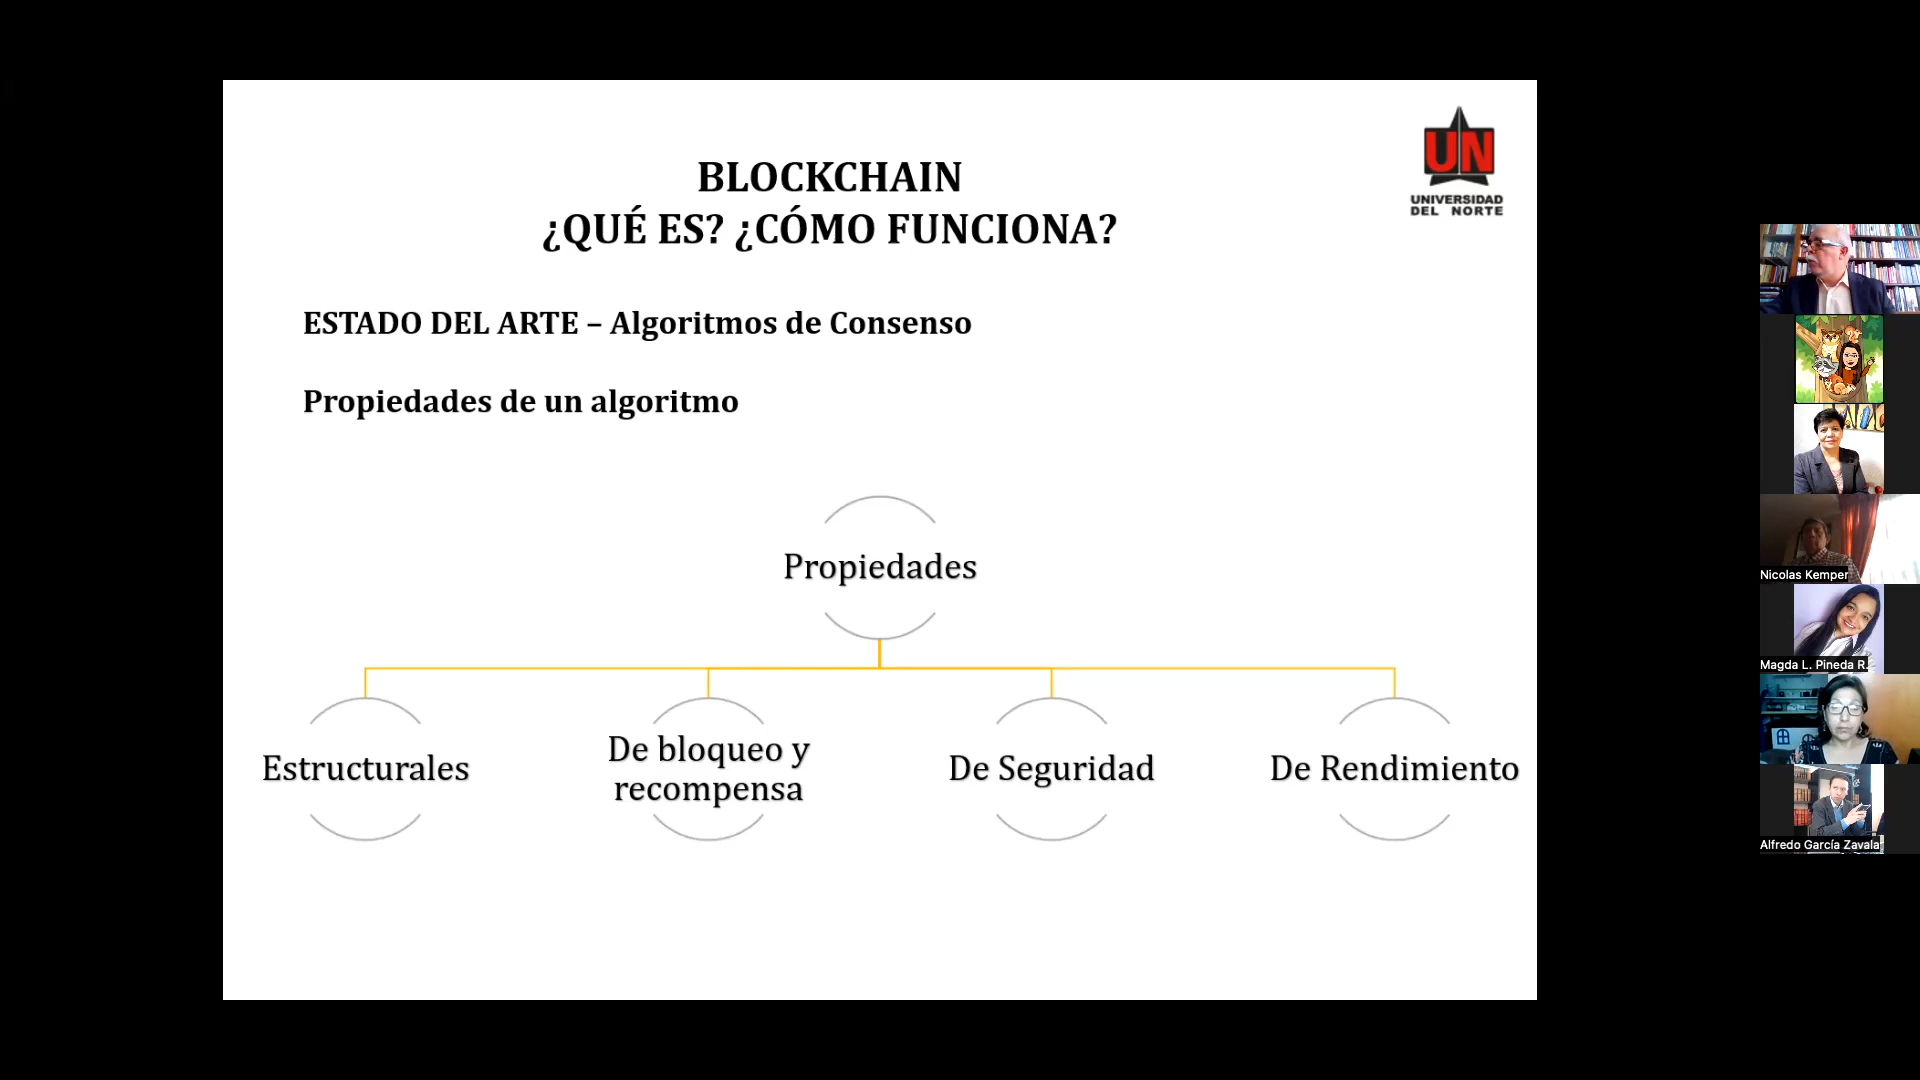 UN
UNIVERSIDAD
DEL NORTE
BLOCKCHAIN
¿QUÉ ES? ¿CÓMO FUNCIONA?
ESTADO DEL ARTE – Algoritmos de Consenso
Propiedades de un algoritmo
Propiedades
Estructurales
De bloqueo y
recompensa
De Seguridad
De Rendimiento
Nicolas Kemper
Magda L. Pineda R.
Alfredo García Zavala